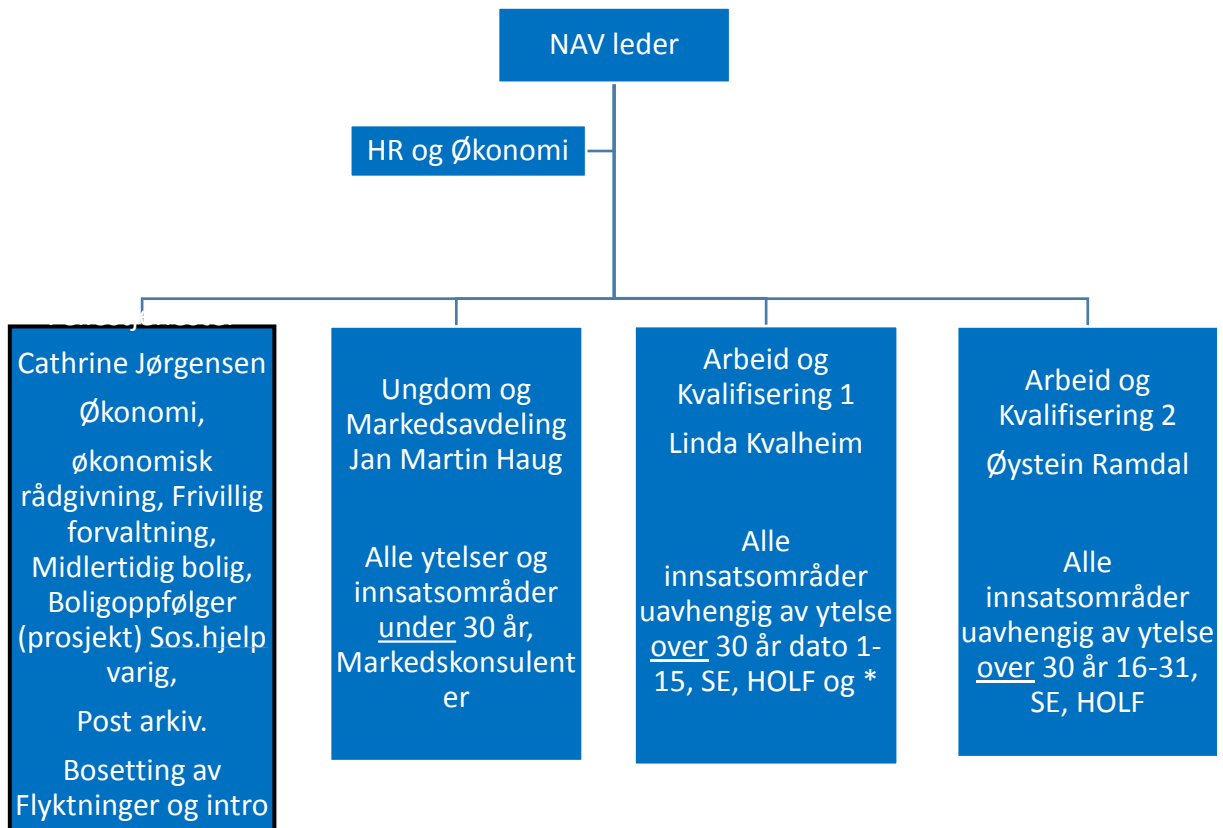 NAV leder
HR og Økonomi
Cathrine Jørgensen
Økonomi,
økonomisk
rådgivning, Frivillig
forvaltning,
Midlertidig bolig,
Boligoppfølger
(prosjekt) Sos.hjelp
varig,
Post arkiv.
Bosetting av
Flyktninger og intro
Ungdom og
Markedsavdeling
Jan Martin Haug
Alle ytelser og
innsatsområder
under 30 år,
Markedskonsulent
er
Arbeid og
Kvalifisering 1
Linda Kvalheim
Alle
innsatsområder
uavhengig av ytelse
over 30 år dato 1-
15, SE, HOLF og *
Arbeid og
Kvalifisering 2
Øystein Ramdal
Alle
innsatsområder
uavhengig av ytelse
over 30 år 16-31,
SE, HOLF